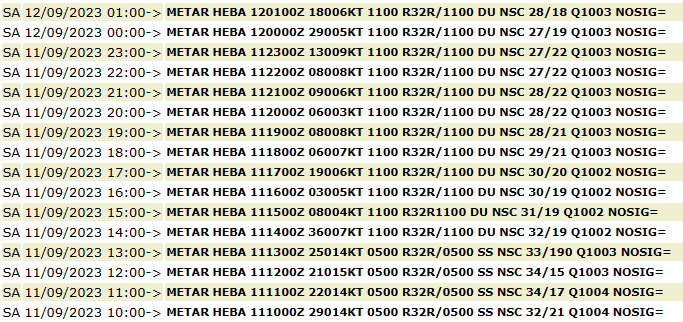 SA 12/09/2023 01:00-> METAR HEBA 120100Z 18006KT 1100 R32R/1100 DU NSC 28/18 Q1003 NOSIG=
SA 12/09/2023 00:00-> METAR HEBA 120000Z 29005KT 1100 R32R/1100 DU NSC 27/19 Q1003 NOSIG=
SA 11/09/2023 23:00-> METAR HEBA 112300Z 13009KT 1100 R32R/1100 DU NSC 27/22 Q1003 NOSIG=
SA 11/09/2023 22:00-> METAR HEBA 112200Z 08008KT 1100 R32R/1100 DU NSC 27/22 Q1003 NOSIG=
SA 11/09/2023 21:00-> METAR HEBA 112100Z 09006KT 1100 R32R/1100 DU NSC 28/22 Q1003 NOSIG=
SA 11/09/2023 20:00-> METAR HEBA 112000Z 06003KT 1100 R32R/1100 DU NSC 28/22 Q1003 NOSIG=
SA 11/09/2023 19:00-> METAR HEBA 111900Z 08008KT 1100 R32R/1100 DU NSC 28/21 Q1003 NOSIG=
SA 11/09/2023 18:00-> METAR HEBA 111800Z 06007KT 1100 R32R/1100 DU NSC 29/21 Q1003 NOSIG=
SA 11/09/2023 17:00-> METAR HEBA 111700Z 19006KT 1100 R32R/1100 DU NSC 30/20 Q1002 NOSIG=
SA 11/09/2023 16:00-> METAR HEBA 111600Z 03005KT 1100 R32R/1100 DU NSC 30/19 Q1002 NOSIG=
SA 11/09/2023 15:00-> METAR HEBA 111500Z 08004KT 1100 R32R1100 DU NSC 31/19 Q1002 NOSIG=
SA 11/09/2023 14:00-> METAR HEBA 111400Z 36007KT 1100 R32R/1100 DU NSC 32/19 Q1002 NOSIG=
SA 11/09/2023 13:00-> METAR HEBA 111300Z 25014KT 0500 R32R/0500 SS NSC 33/190 Q1003 NOSIG=
SA 11/09/2023 12:00-> METAR HEBA 111200Z 21015KT 0500 R32R/0500 SS NSC 34/15 Q1003 NOSIG=
SA 11/09/2023 11:00-> METAR HEBA 111100Z 22014KT 0500 R32R/0500 SS NSC 34/17 Q1004 NOSIG=
SA 11/09/2023 10:00-> METAR HEBA 111000Z 29014KT 0500 R32R/0500 SS NSC 32/21 Q1004 NOSIG=